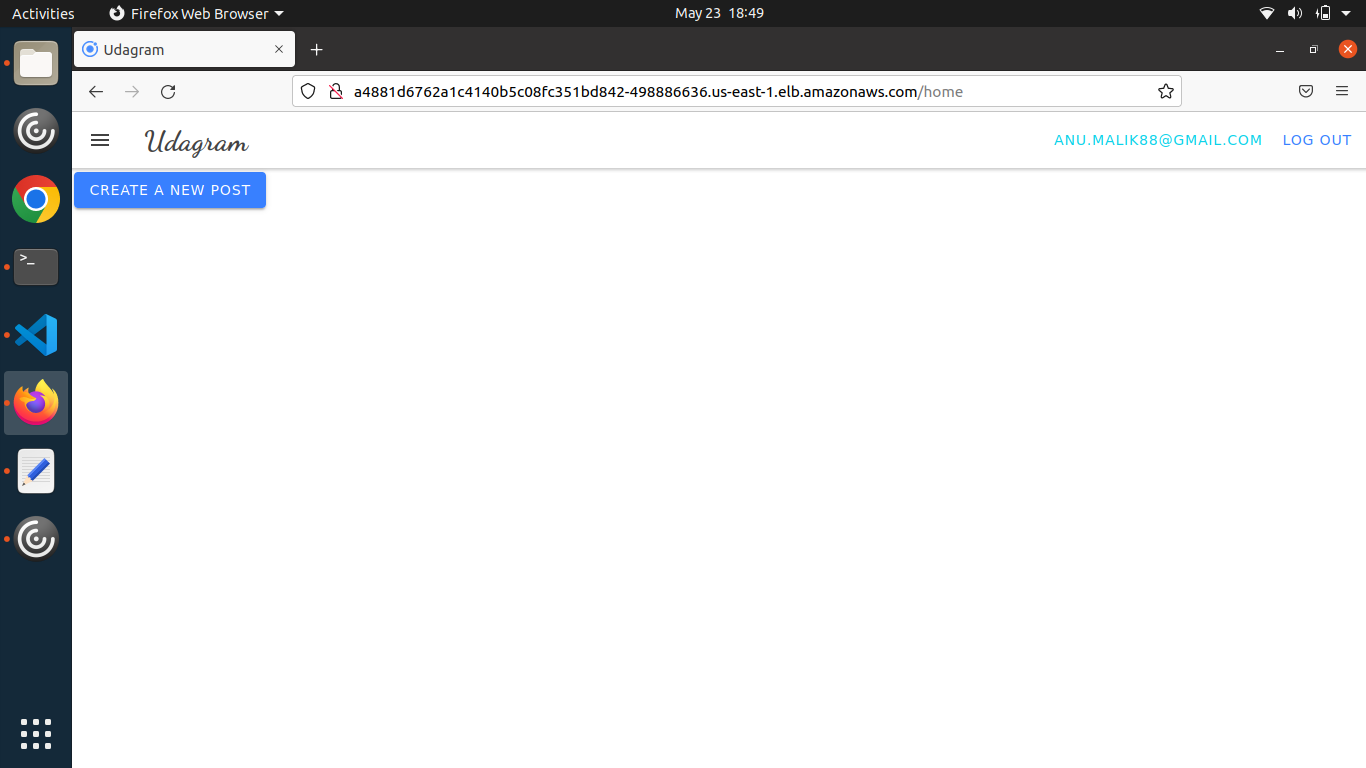 Activities Firefox Web Browser May 23 18:49
Udagram
a4881d6762a1c4140b5c08fc351bd842-498886636.us-east-1.elb.amazonaws.com/home
Udagram ANU.MALIK88@GMAIL.COM LOG OUT
CREATE A NEW POST
>_